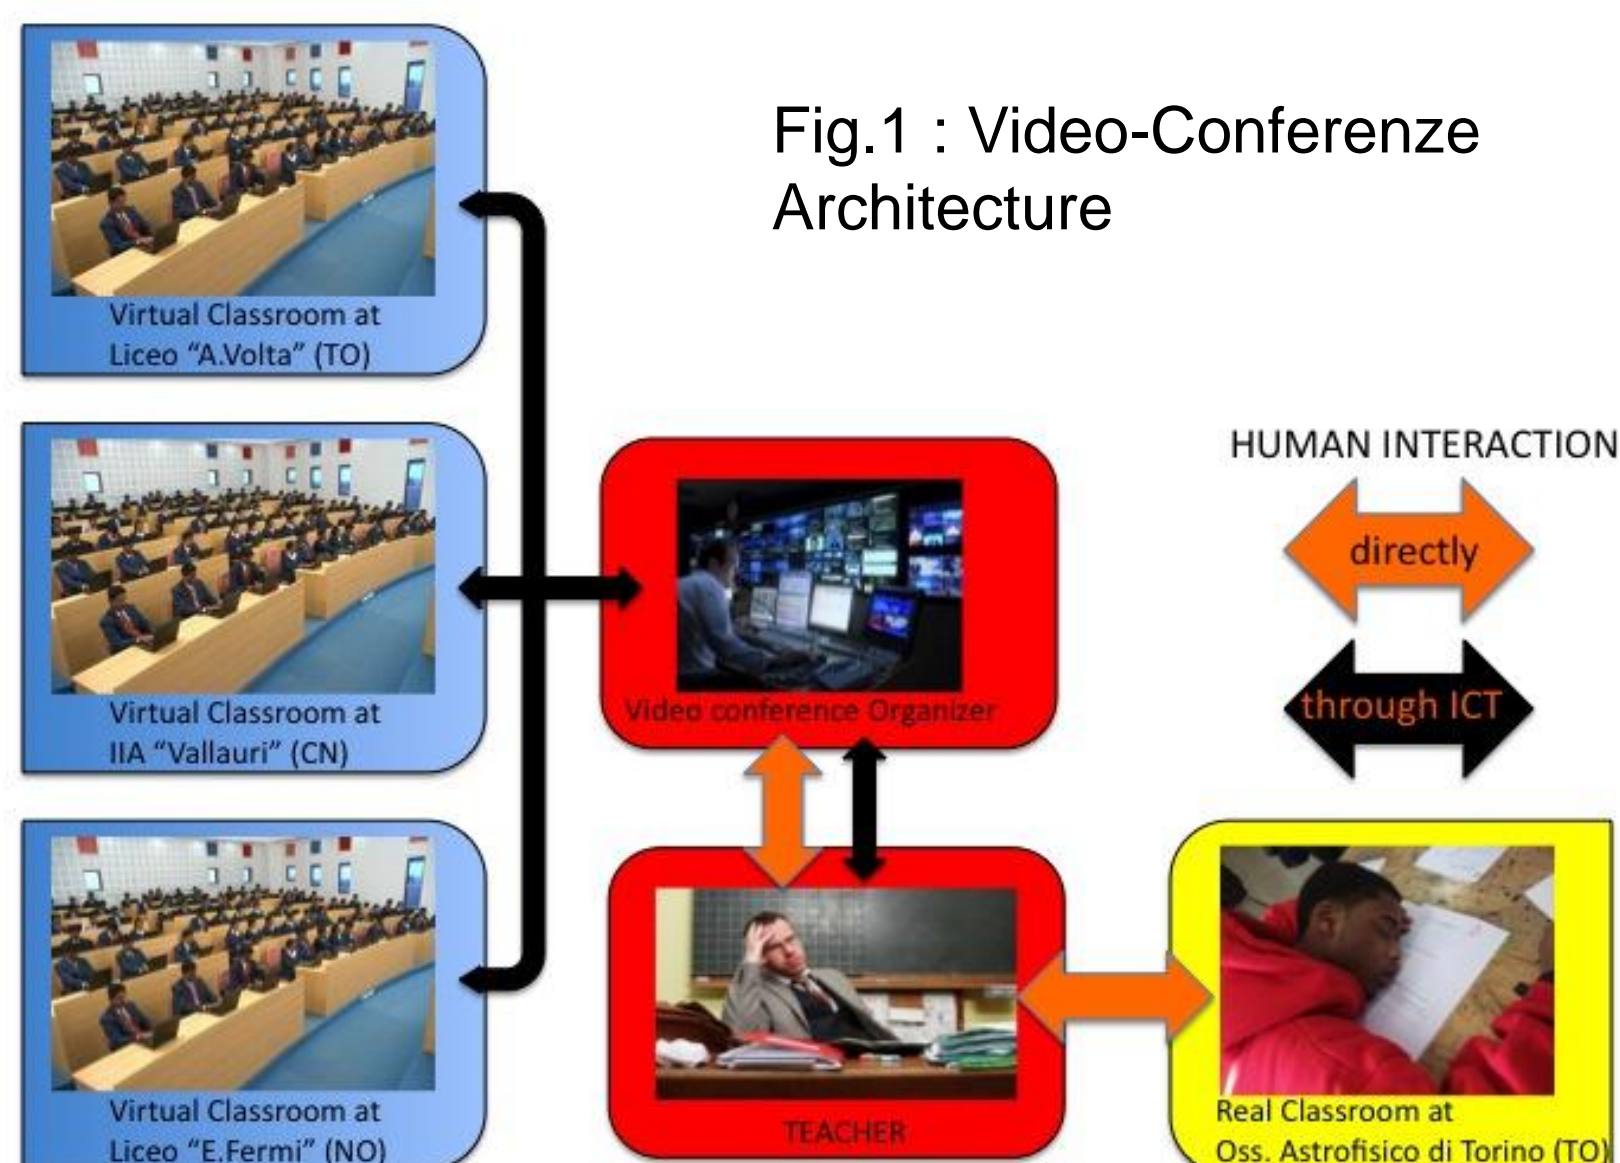 Fig.1 : Video-Conferenze
Architecture
Virtual Classroom at
Liceo “A.Volta” (TO)
Virtual Classroom at
IIA “Vallauri” (CN)
Virtual Classroom at
Liceo “E.Fermi” (NO)
Video conference Organizer
TEACHER
HUMAN INTERACTION
directly
through ICT
Real Classroom at
Oss. Astrofisico di Torino (TO)